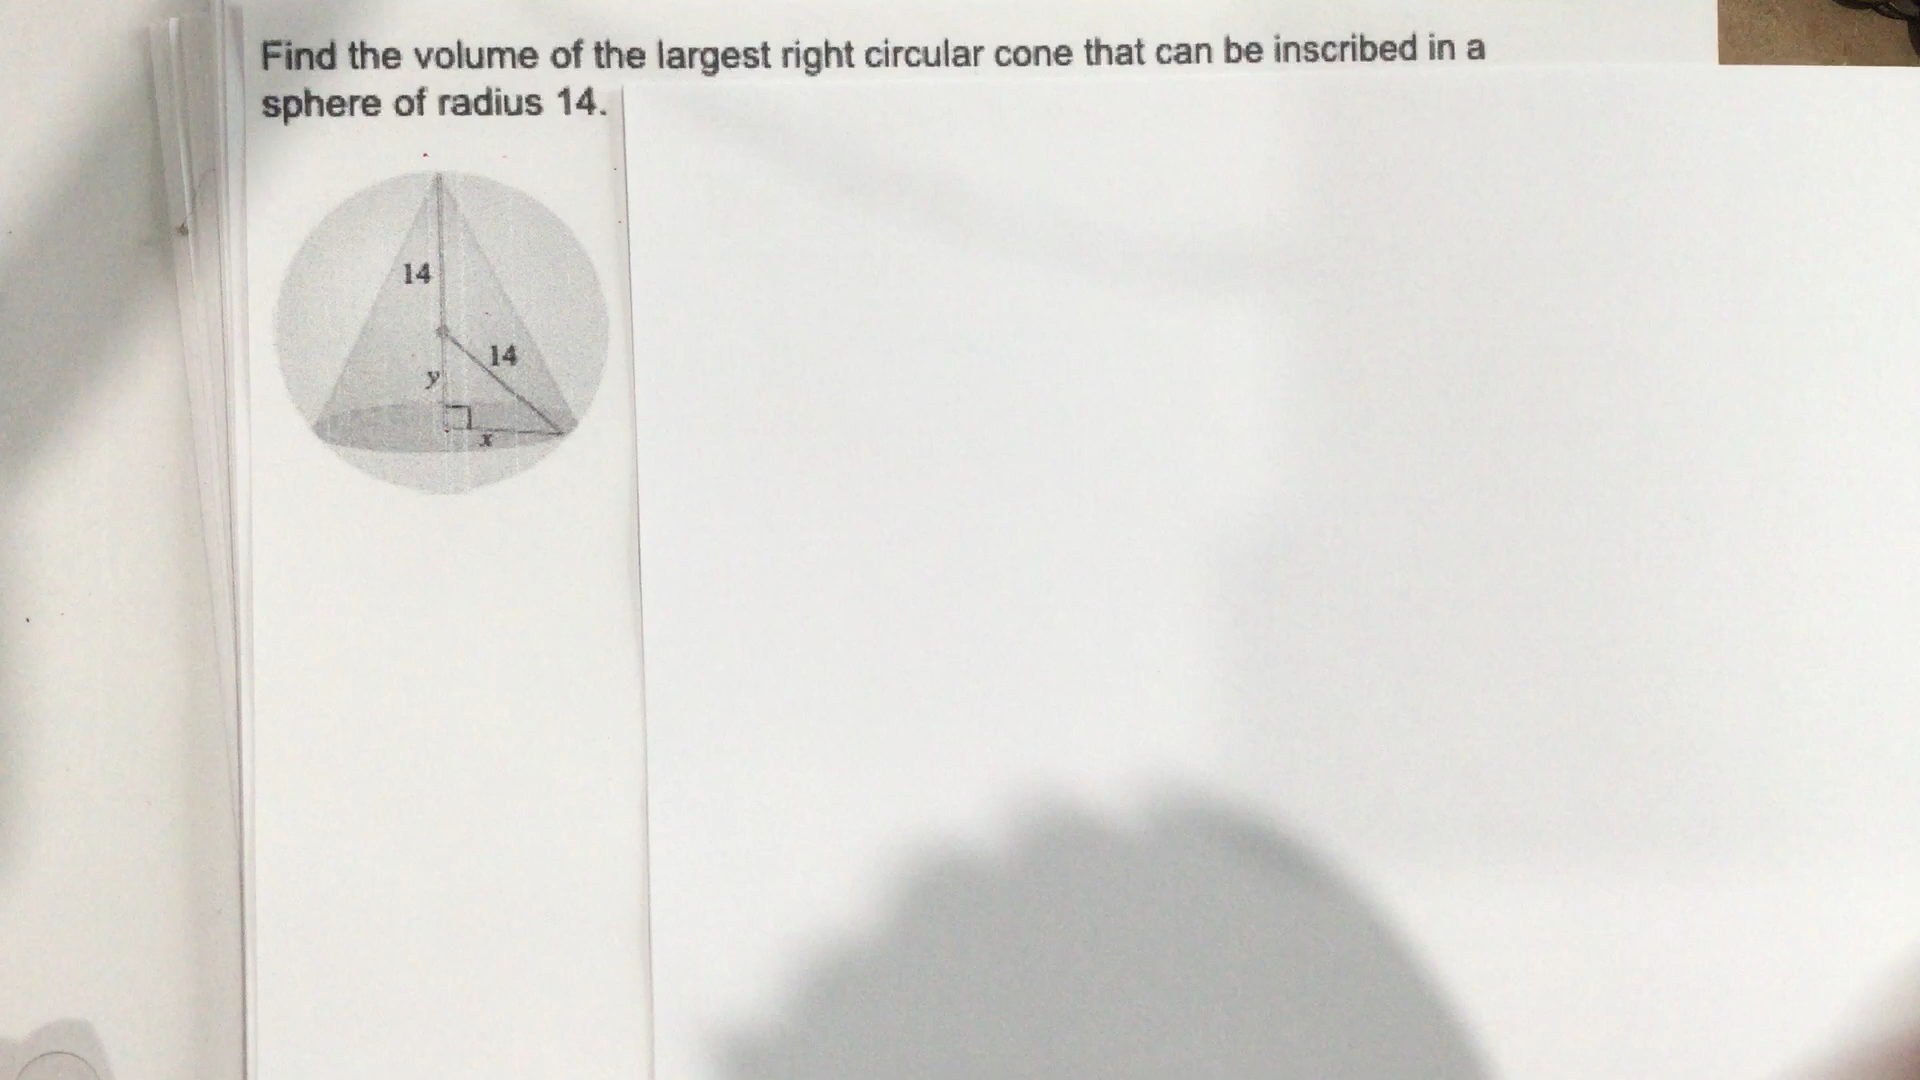 Find the volume of the largest right circular cone that can be inscribed in a
sphere of radius 14.
14
14
y
x